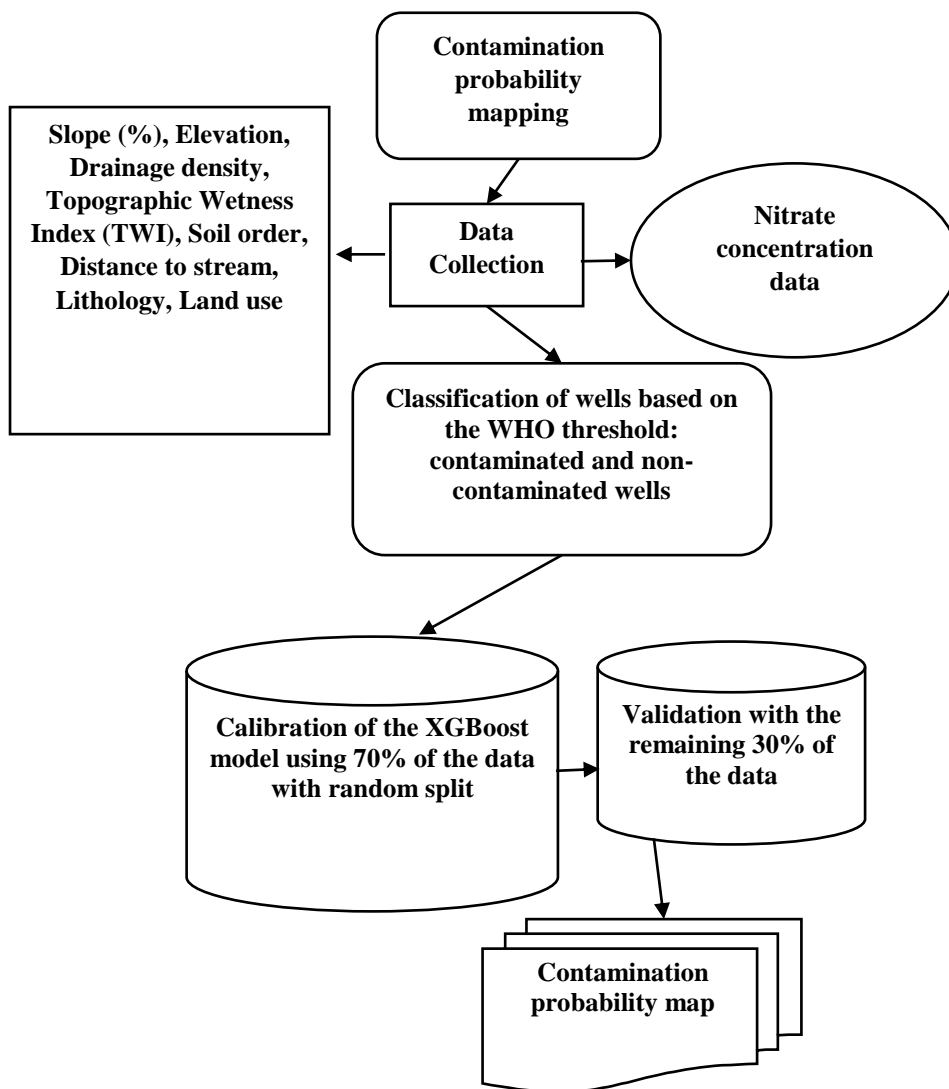 Contamination
probability
mapping
Slope (%), Elevation,
Drainage density,
Topographic Wetness
Index (TWI), Soil order,
Distance to stream,
Lithology, Land use
Data
Collection
Nitrate
concentration
data
Classification of wells based on
the WHO threshold:
contaminated and non-
contaminated wells
Calibration of the XGBoost
model using 70% of the data
with random split
Validation with the
remaining 30% of
the data
Contamination
probability map